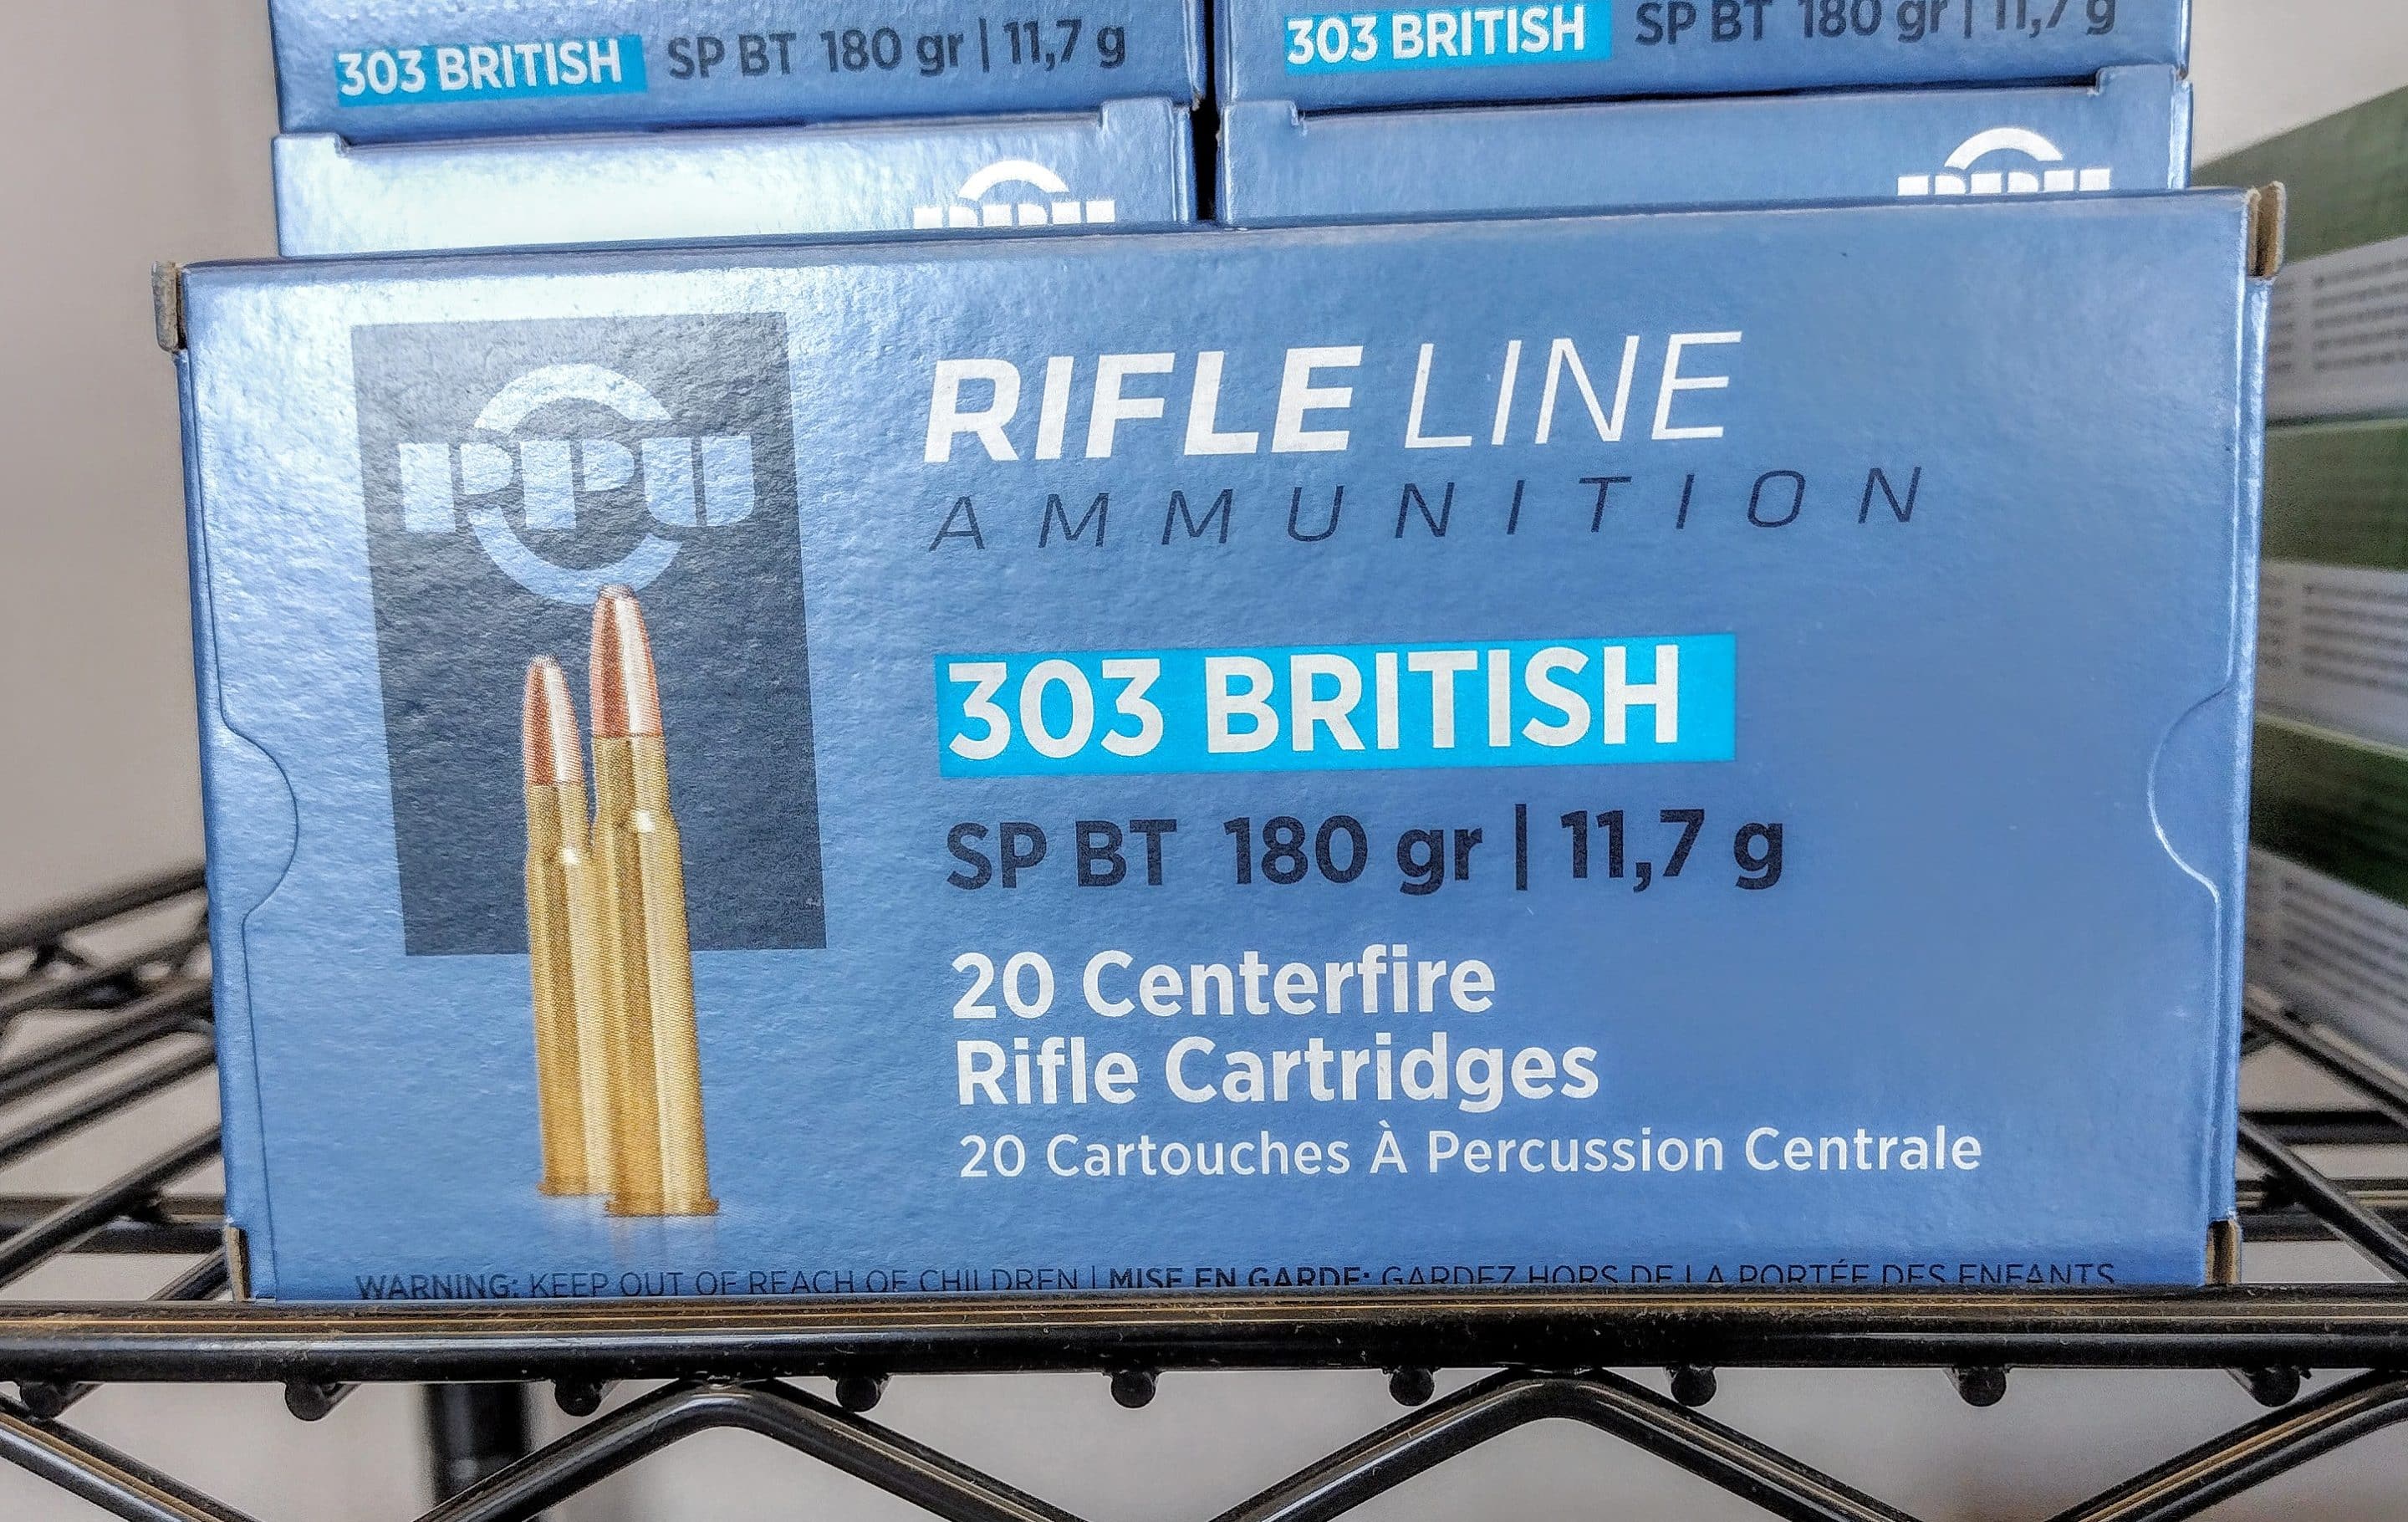 303 BRITISH SP BT 180 gr | 11,7 g
303 BRITISH SP BT 180 gr | 11,7 g
PPU
PPU
PPU
RIFLE LINE
AMMUNITION
303 BRITISH
SP BT 180 gr | 11,7 g
20 Centerfire
Rifle Cartridges
20 Cartouches À Percussion Centrale
WARNING: KEEP OUT OF REACH OF CHILDREN | MISE EN GARDE: GARDEZ HORS DE LA PORTÉE DES ENFANTS